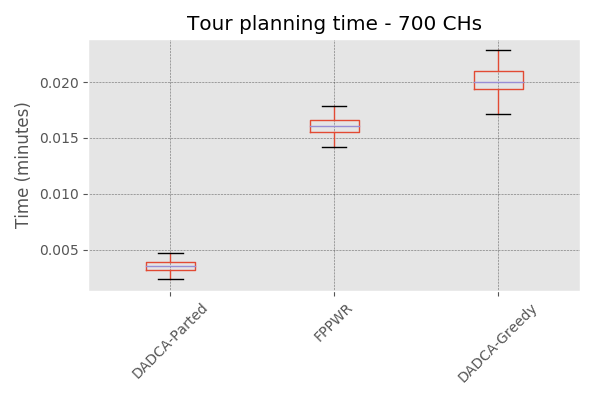 Tour planning time - 700 CHs
Time (minutes)
0.020
0.015
0.010
0.005
DADCA-Parted
FPPWR
DADCA-Greedy